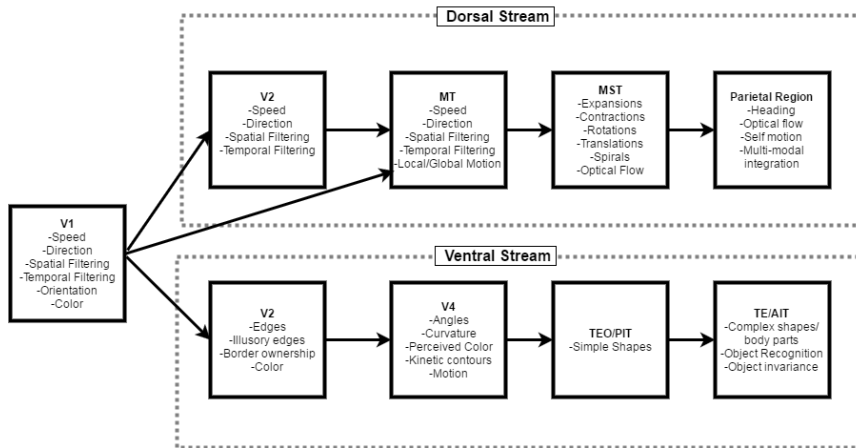 Dorsal Stream
V2
-Speed
-Direction
-Spatial Filtering
-Temporal Filtering
MT
-Speed
-Direction
-Spatial Filtering
-Temporal Filtering
-Local/Global Motion
MST
-Expansions
-Contractions
-Rotations
-Translations
-Spirals
-Optical Flow
Parietal Region
-Heading
-Optical flow
-Self motion
-Multi-modal
integration
V1
-Speed
-Direction
-Spatial Filtering
-Temporal Filtering
-Orientation
-Color
Ventral Stream
V2
-Edges
-Illusory edges
-Border ownership
-Color
V4
-Angles
-Curvature
-Perceived Color
-Kinetic contours
-Motion
TEO/PIT
-Simple Shapes
TE/AIT
-Complex shapes/
body parts
-Object Recognition
-Object invariance